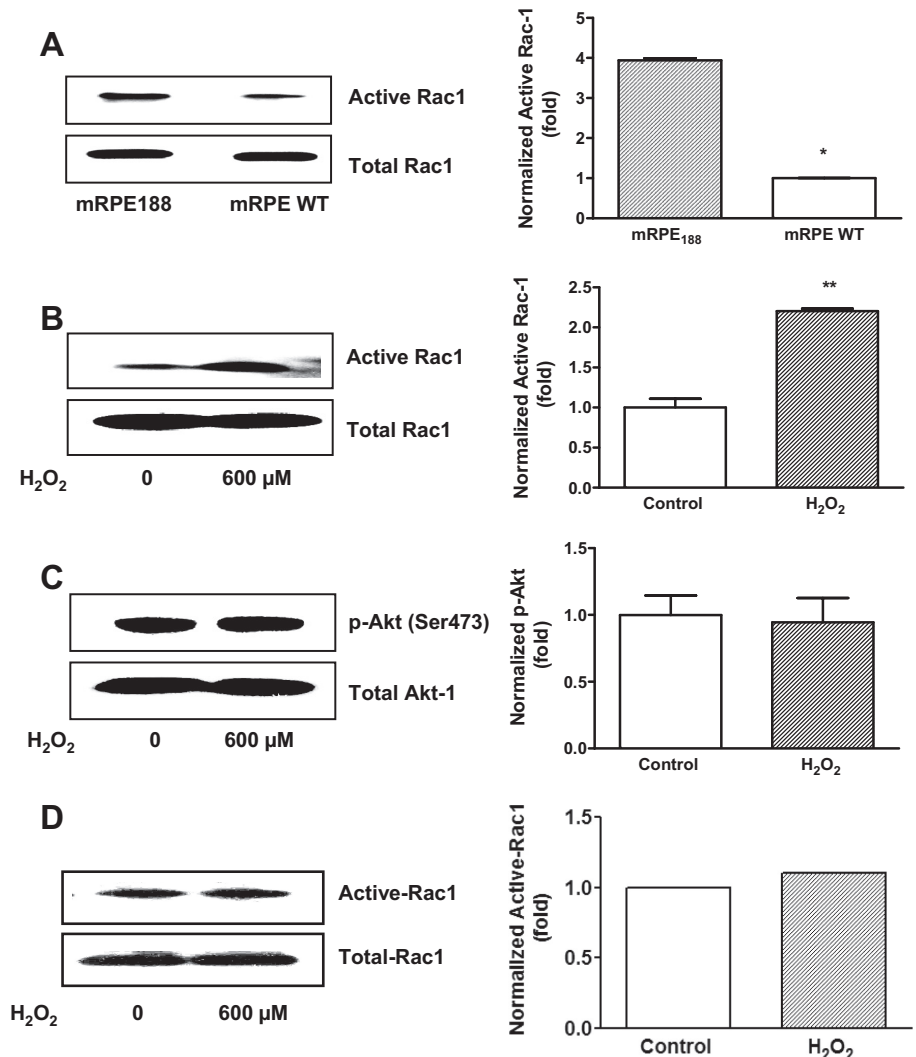 A
Active Rac1
Total Rac1
mRPE188 mRPE WT
Normalized Active Rac-1
(fold)
5
4
3
2
1
0
*
mRPE₁₈₈ mRPE WT
B
Active Rac1
Total Rac1
H₂O₂ 0 600 µM
Normalized Active Rac-1
(fold)
2.5
2.0
1.5
1.0
0.5
0.0
**
Control H₂O₂
C
p-Akt (Ser473)
Total Akt-1
H₂O₂ 0 600 µM
Normalized p-Akt
(fold)
1.5
1.0
0.5
0.0
Control H₂O₂
D
Active-Rac1
Total-Rac1
H₂O₂ 0 600 µM
Normalized Active-Rac1
(fold)
1.5
1.0
0.5
0.0
Control H₂O₂